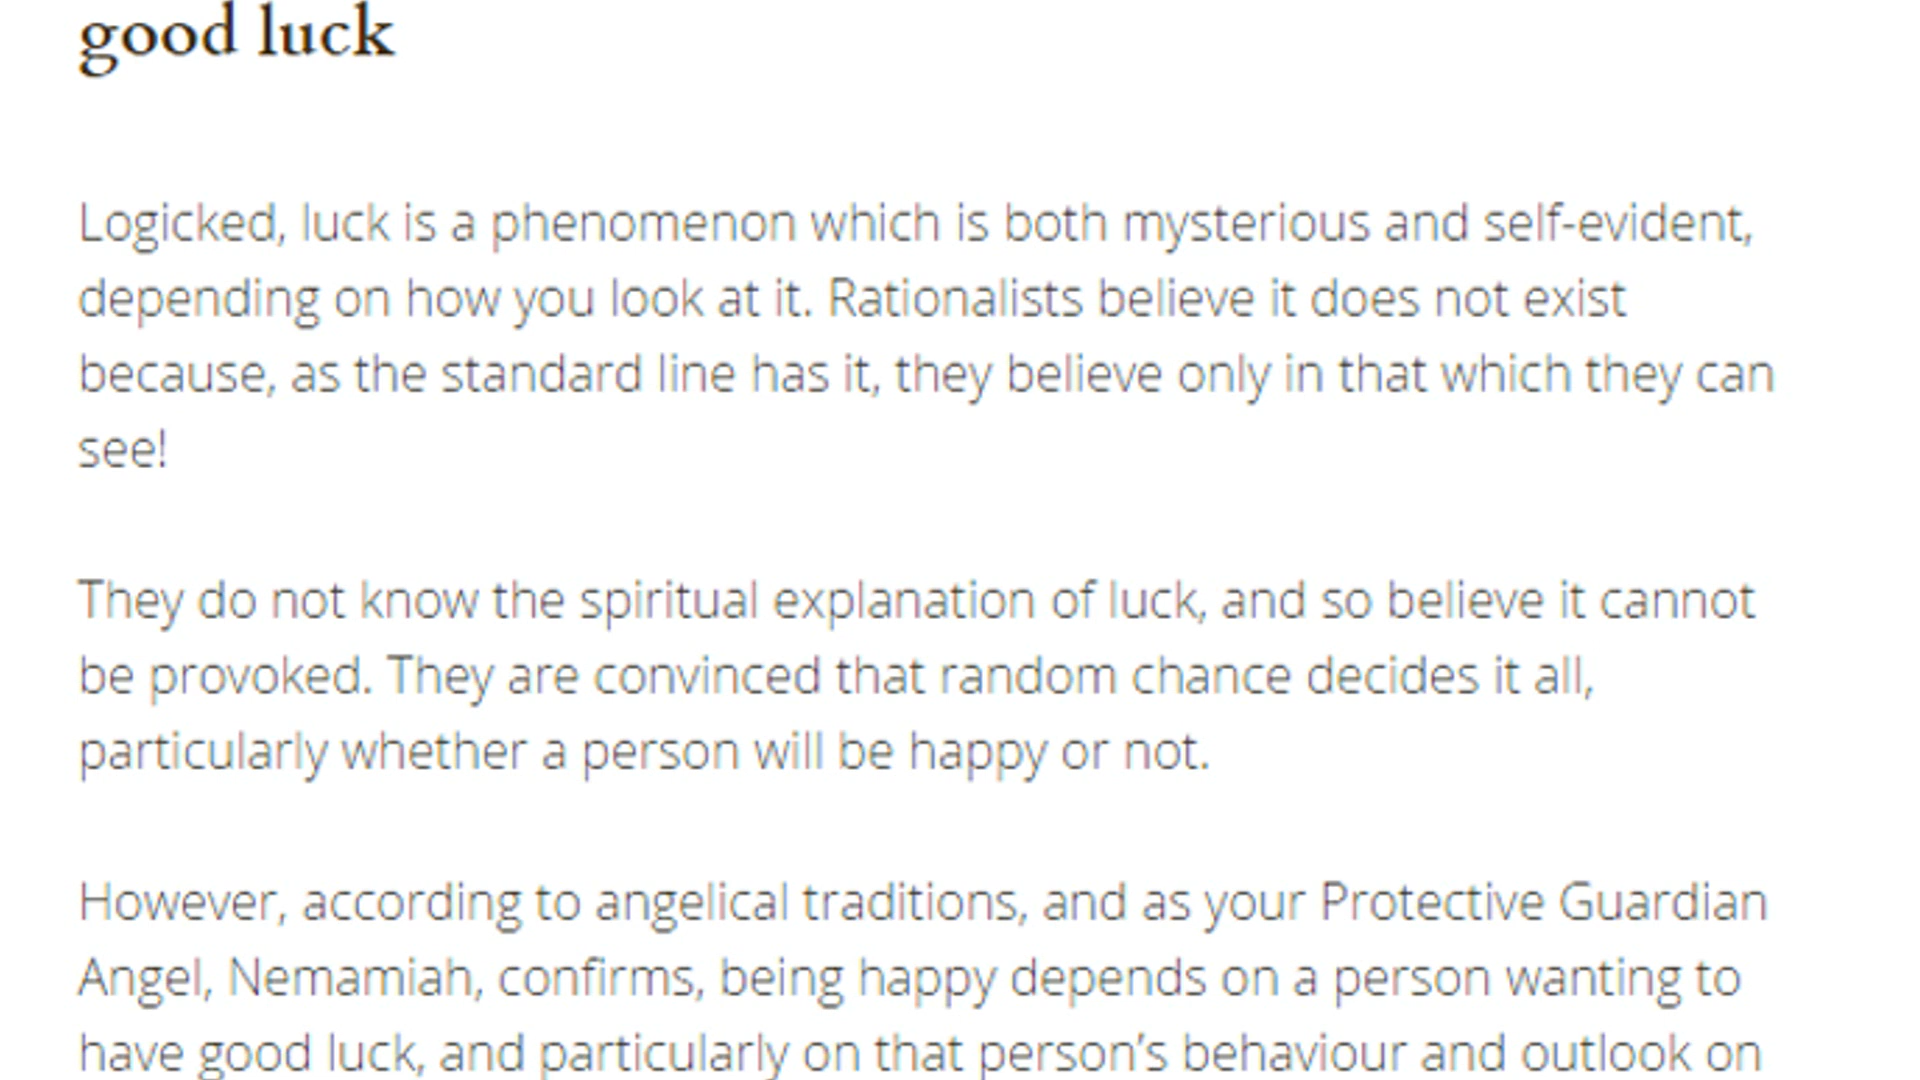 good luck
Logicked, luck is a phenomenon which is both mysterious and self-evident,
depending on how you look at it. Rationalists believe it does not exist
because, as the standard line has it, they believe only in that which they can
see!
They do not know the spiritual explanation of luck, and so believe it cannot
be provoked. They are convinced that random chance decides it all,
particularly whether a person will be happy or not.
However, according to angelical traditions, and as your Protective Guardian
Angel, Nemamiah, confirms, being happy depends on a person wanting to
have good luck, and particularly on that person’s behaviour and outlook on